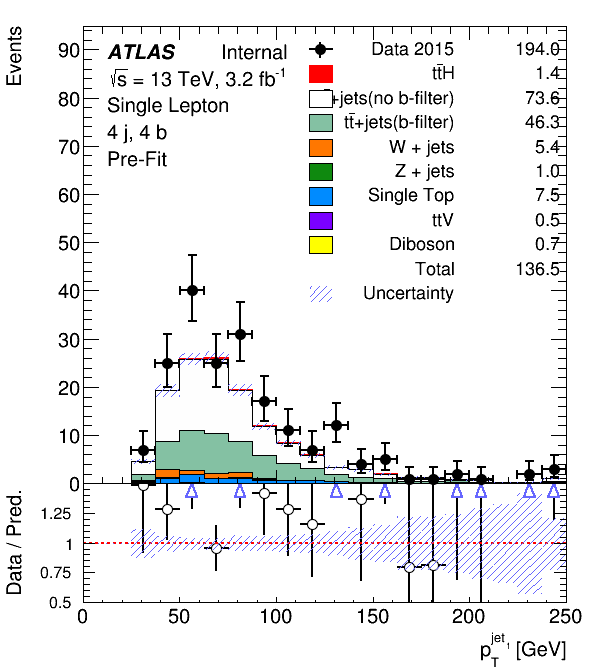 Events
90
80
70
60
50
40
30
20
10
0
ATLAS Internal
√s = 13 TeV, 3.2 fb-1
Single Lepton
4 j, 4 b
Pre-Fit
Data 2015 194.0
tt̄H 1.4
+jets(no b-filter) 73.6
tt̄+jets(b-filter) 46.3
W + jets 5.4
Z + jets 1.0
Single Top 7.5
ttV 0.5
Diboson 0.7
Total 136.5
Uncertainty
Data / Pred.
1.25
1
0.75
0.5
0 50 100 150 200 250
pT jet1 [GeV]